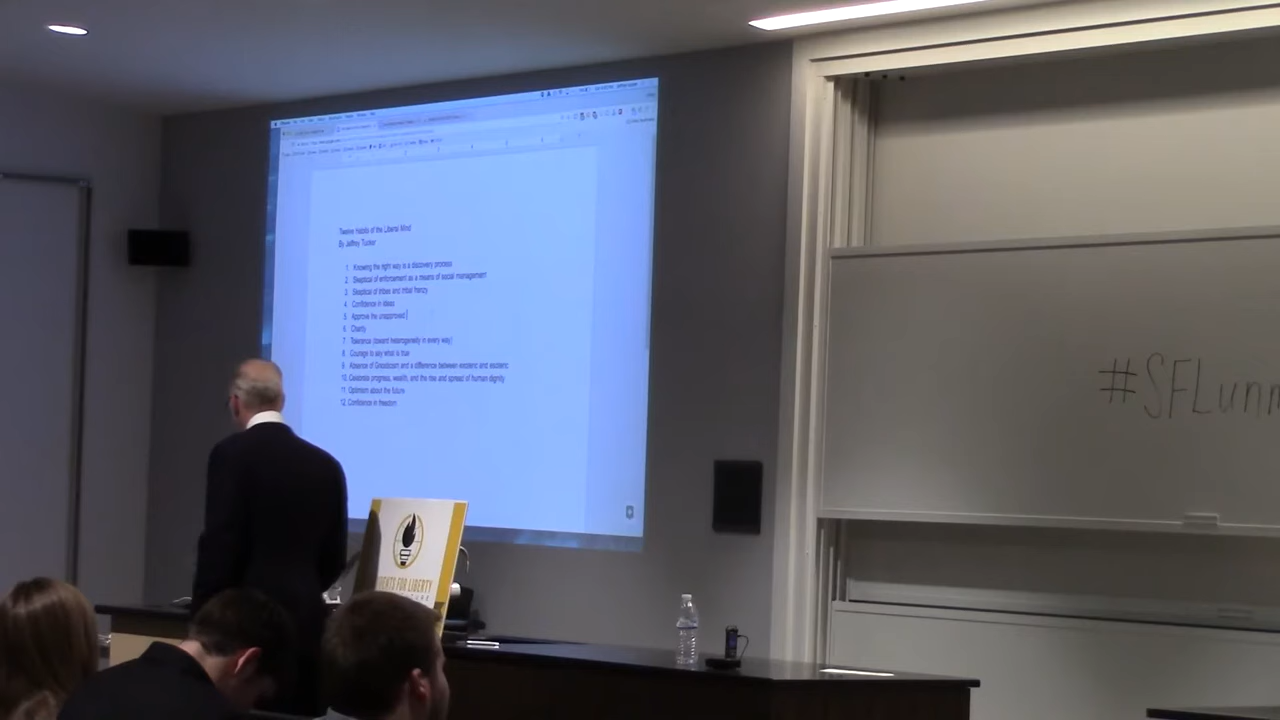 Twelve Habits of the Liberal Mind
By Jeffrey Tucker
1. Knowing the right way is a discovery process
2. Skeptical of enforcement as a means of social management
3. Skeptical of tribes and tribal frenzy
4. Confidence in ideas
5. Approve the unapproved
6. Charity
7. Tolerance (toward heterogeneity in every way)
8. Courage to say what is true
9. Absence of Gnosticism and a difference between exoteric and esoteric
10. Celebrate progress, wealth, and the rise and spread of human dignity
11. Optimism about the future
12. Confidence in freedom
#SFLunn
FOR LIBERTY